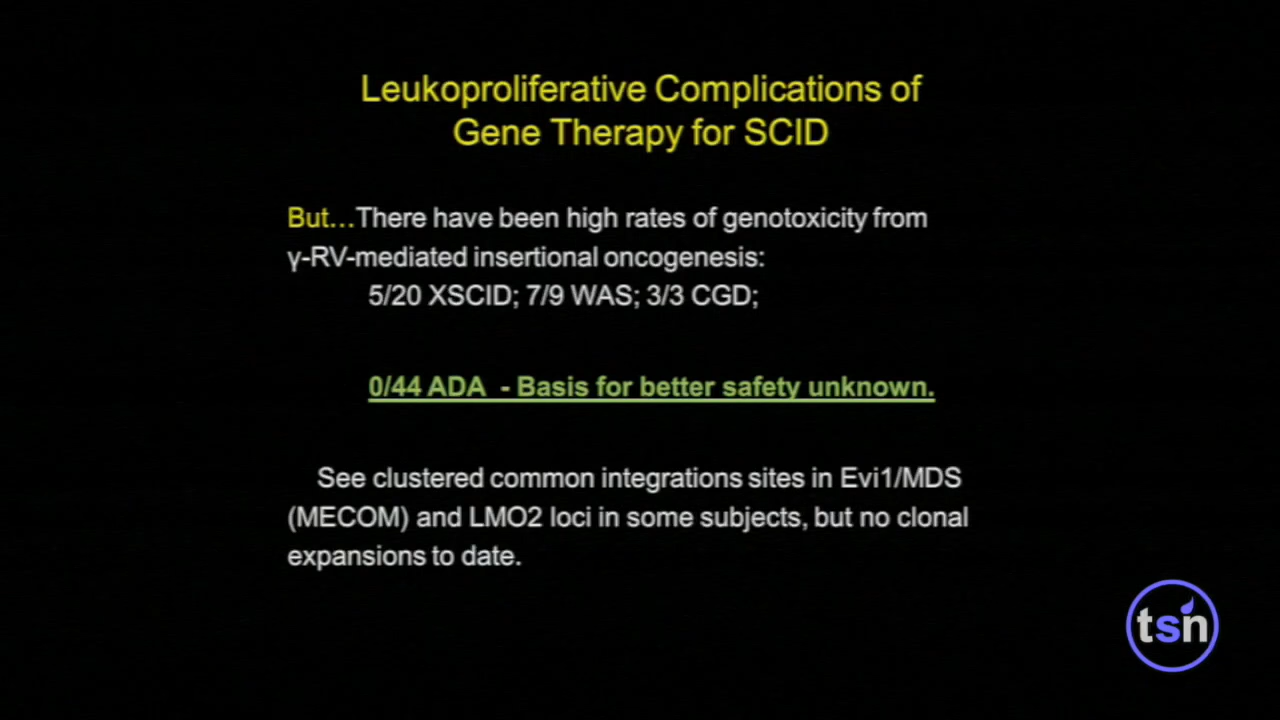 Leukoproliferative Complications of
Gene Therapy for SCID
But...There have been high rates of genotoxicity from
γ-RV-mediated insertional oncogenesis:
5/20 XSCID; 7/9 WAS; 3/3 CGD;
0/44 ADA - Basis for better safety unknown.
See clustered common integrations sites in Evi1/MDS
(MECOM) and LMO2 loci in some subjects, but no clonal
expansions to date.
tsn